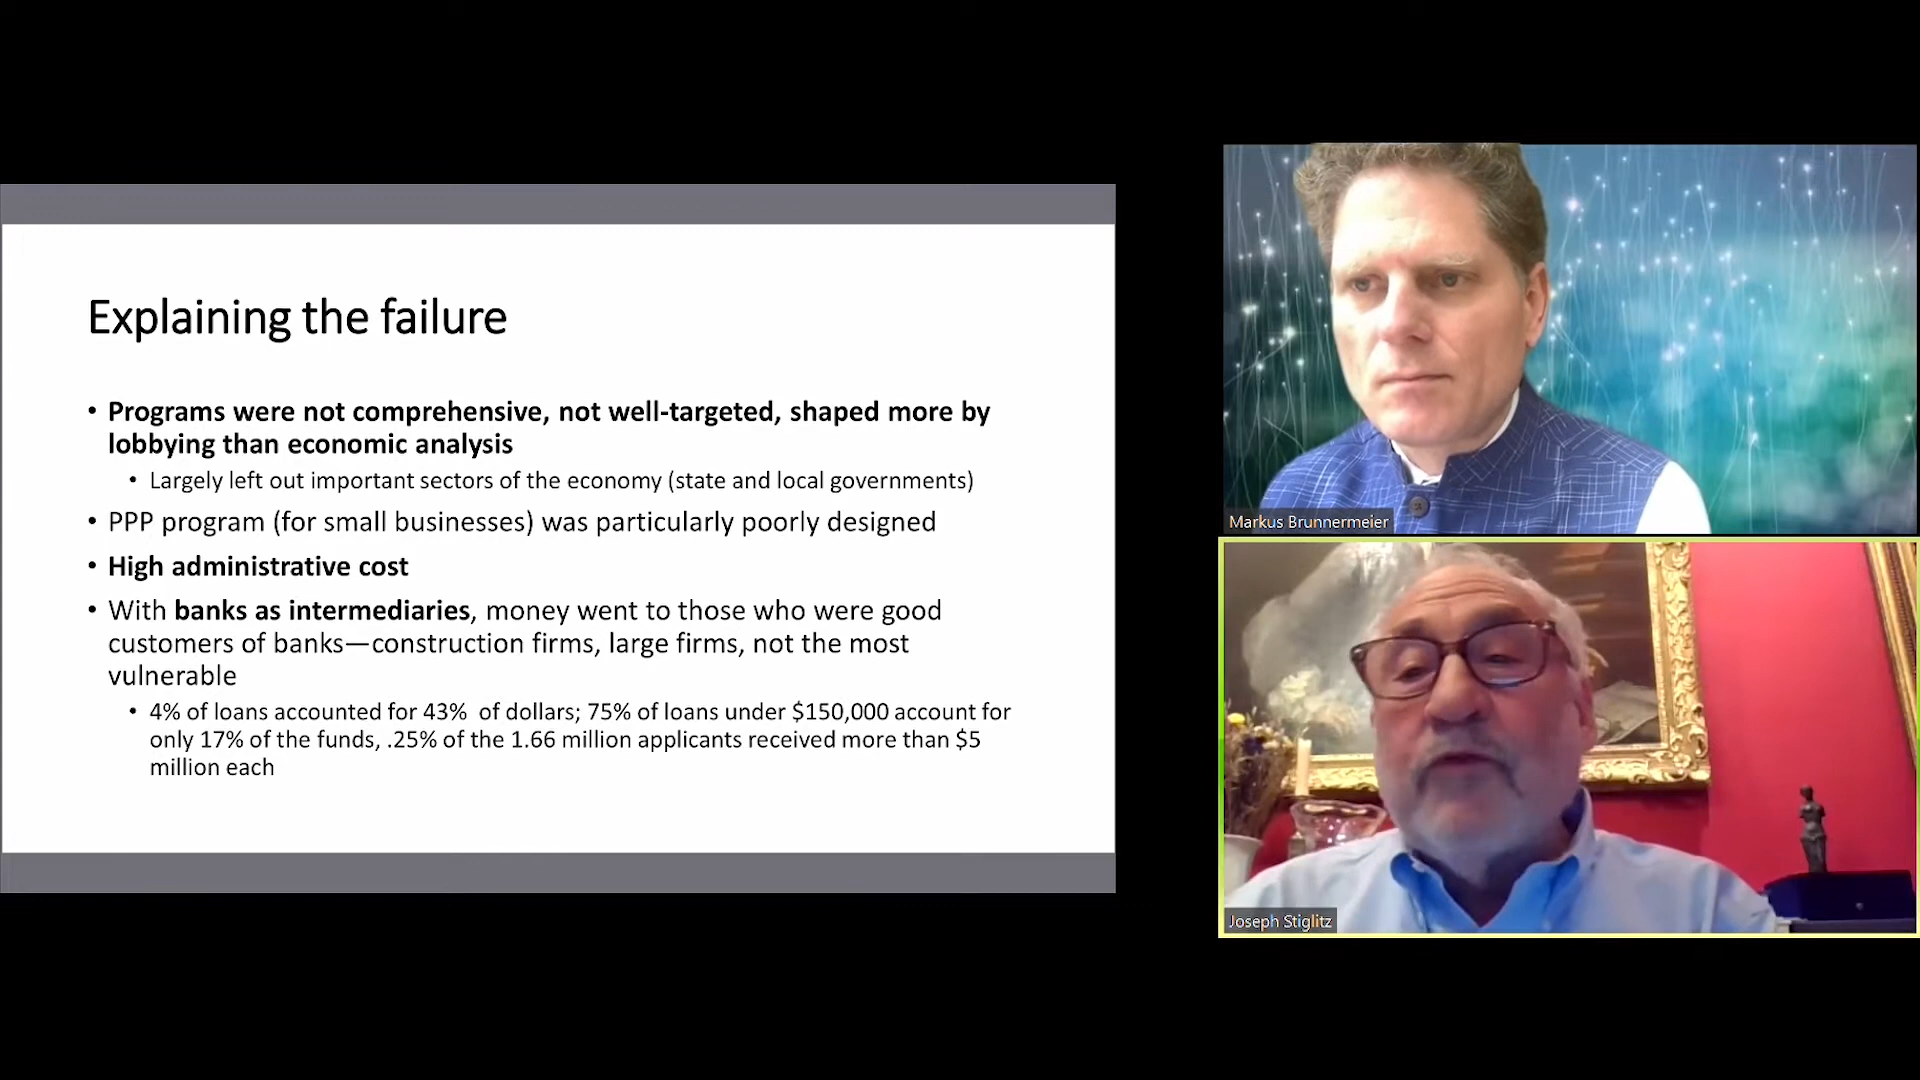 Explaining the failure
• Programs were not comprehensive, not well-targeted, shaped more by
lobbying than economic analysis
• Largely left out important sectors of the economy (state and local governments)
• PPP program (for small businesses) was particularly poorly designed
• High administrative cost
• With banks as intermediaries, money went to those who were good
customers of banks—construction firms, large firms, not the most
vulnerable
• 4% of loans accounted for 43%  of dollars; 75% of loans under $150,000 account for
only 17% of the funds, .25% of the 1.66 million applicants received more than $5
million each
Markus Brunnermeier
Joseph Stiglitz